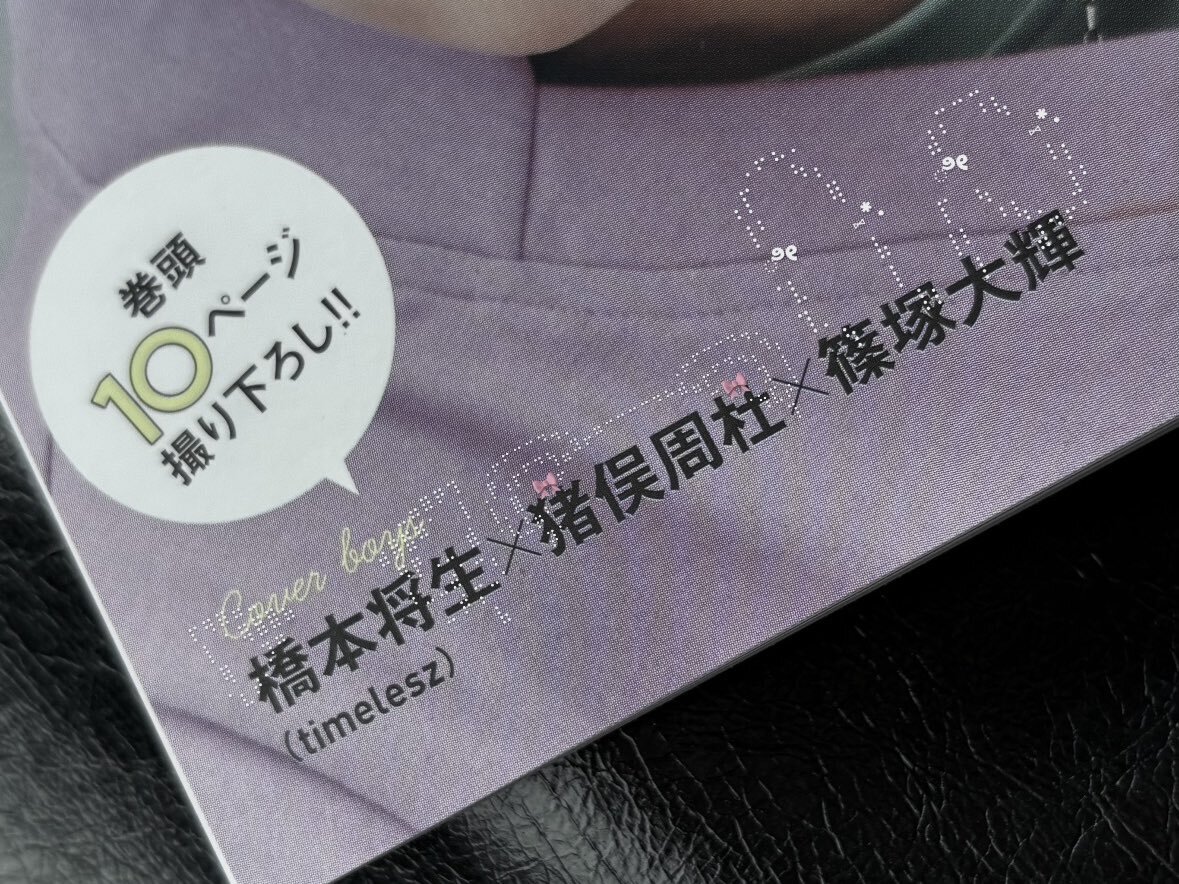 巻頭
10ページ
撮り下ろし!!
Cover boys
橋本将生×猪俣周杜×篠塚大輝
(timelesz)